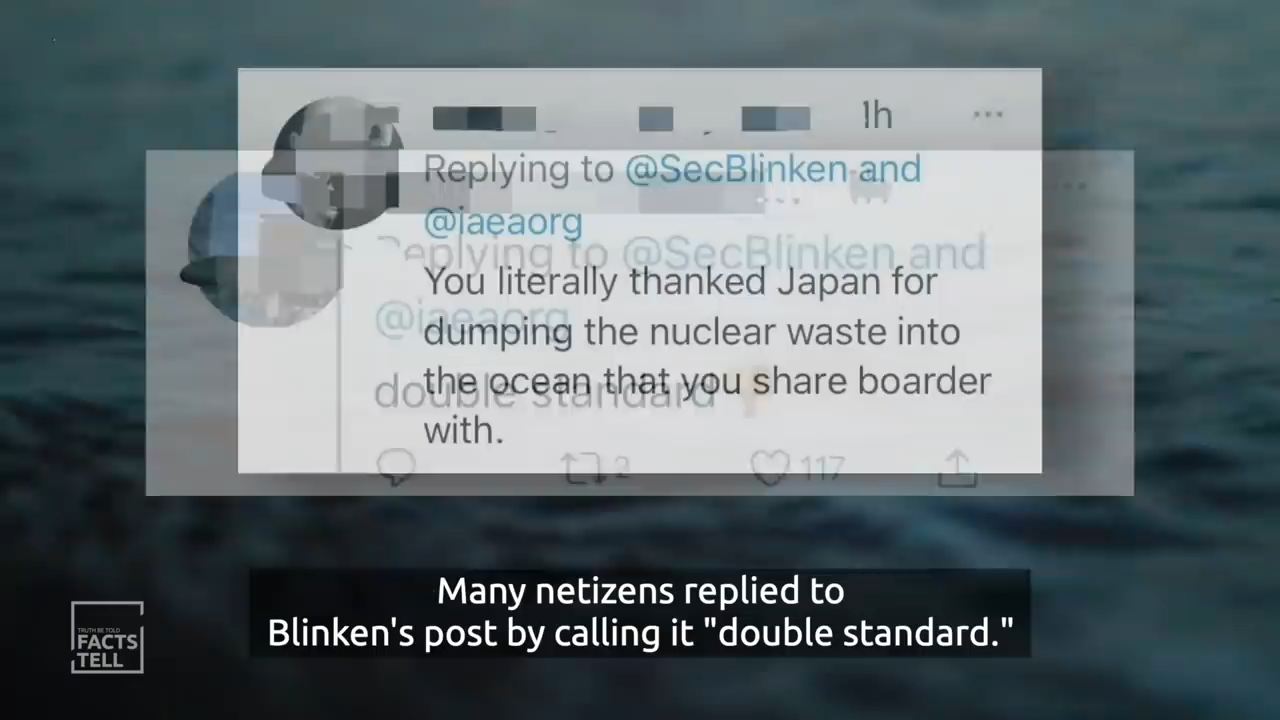 1h
Replying to @SecBlinken and
@iaeaorg
You literally thanked Japan for
dumping the nuclear waste into
the ocean that you share boarder
with.
Replying to @SecBlinken and
@iaeaorg
double standard
2
117
Many netizens replied to
Blinken's post by calling it "double standard."
TRUTH BE TOLD
FACTS
TELL